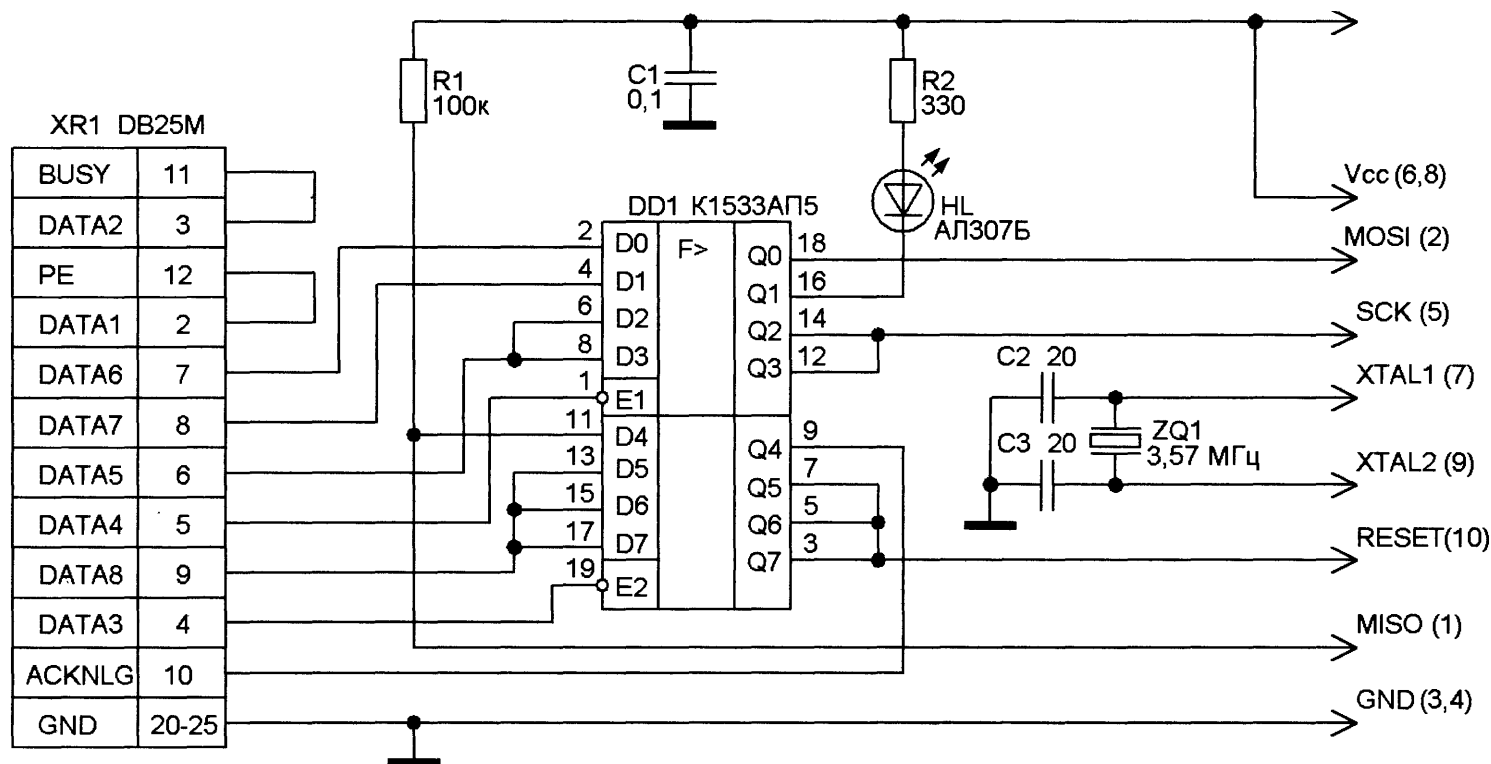 R1
100к
C1
0,1
R2
330
XR1 DB25M
BUSY 11
DATA2 3
PE 12
DATA1 2
DATA6 7
DATA7 8
DATA5 6
DATA4 5
DATA8 9
DATA3 4
ACKNLG 10
GND 20-25
DD1 К1533АП5
F>
2 D0
4 D1
6 D2
8 D3
1 E1
11 D4
13 D5
15 D6
17 D7
19 E2
Q0 18
Q1 16
Q2 14
Q3 12
Q4 9
Q5 7
Q6 5
Q7 3
HL
АЛ307Б
C2 20
C3 20
ZQ1
3,57 МГц
Vcc (6,8)
MOSI (2)
SCK (5)
XTAL1 (7)
XTAL2 (9)
RESET(10)
MISO (1)
GND (3,4)